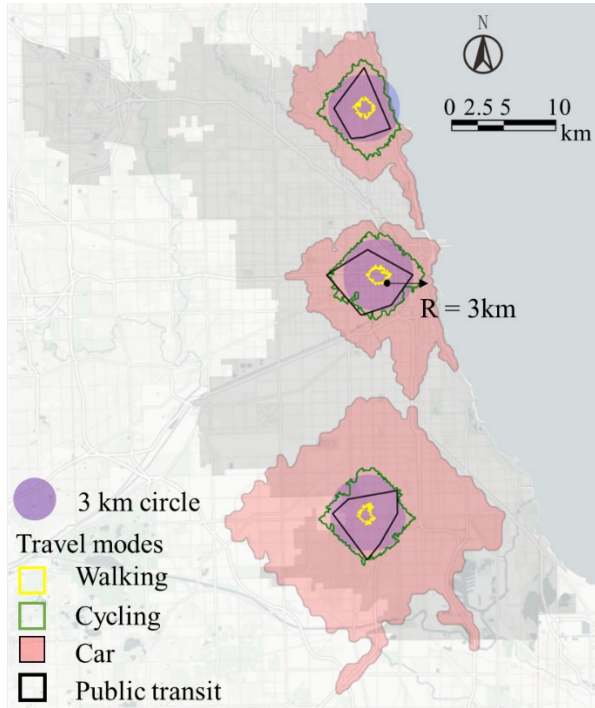 N
0 2.5 5 10
km
R = 3km
3 km circle
Travel modes
Walking
Cycling
Car
Public transit